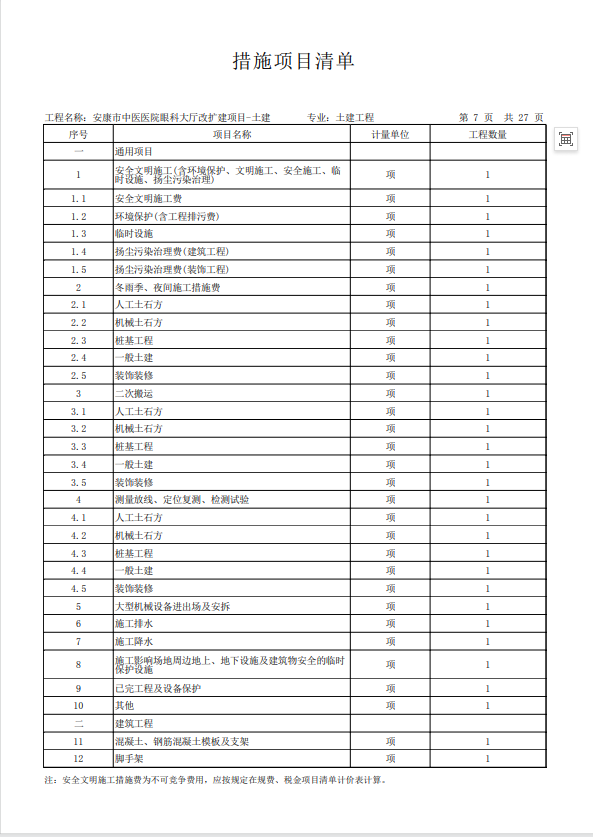 措施项目清单
工程名称: 安康市中医医院眼科大厅改扩建项目-土建 专业: 土建工程 第 7 页 共 27 页
序号 项目名称 计量单位 工程数量
一 通用项目
1 安全文明施工(含环境保护、文明施工、安全施工、临 项 1
时设施、扬尘污染治理)
1.1 安全文明施工费 项 1
1.2 环境保护(含工程排污费) 项 1
1.3 临时设施 项 1
1.4 扬尘污染治理费(建筑工程) 项 1
1.5 扬尘污染治理费(装饰工程) 项 1
2 冬雨季、夜间施工措施费 项 1
2.1 人工土石方 项 1
2.2 机械土石方 项 1
2.3 桩基工程 项 1
2.4 一般土建 项 1
2.5 装饰装修 项 1
3 二次搬运 项 1
3.1 人工土石方 项 1
3.2 机械土石方 项 1
3.3 桩基工程 项 1
3.4 一般土建 项 1
3.5 装饰装修 项 1
4 测量放线、定位复测、检测试验 项 1
4.1 人工土石方 项 1
4.2 机械土石方 项 1
4.3 桩基工程 项 1
4.4 一般土建 项 1
4.5 装饰装修 项 1
5 大型机械设备进出场及安拆 项 1
6 施工排水 项 1
7 施工降水 项 1
8 施工影响场地周边地上、地下设施及建筑物安全的临时 项 1
保护设施
9 已完工程及设备保护 项 1
10 其他 项 1
二 建筑工程
11 混凝土、钢筋混凝土模板及支架 项 1
12 脚手架 项 1
注: 安全文明施工措施费为不可竞争费用, 应按规定在规费、税金项目清单计价表计算。